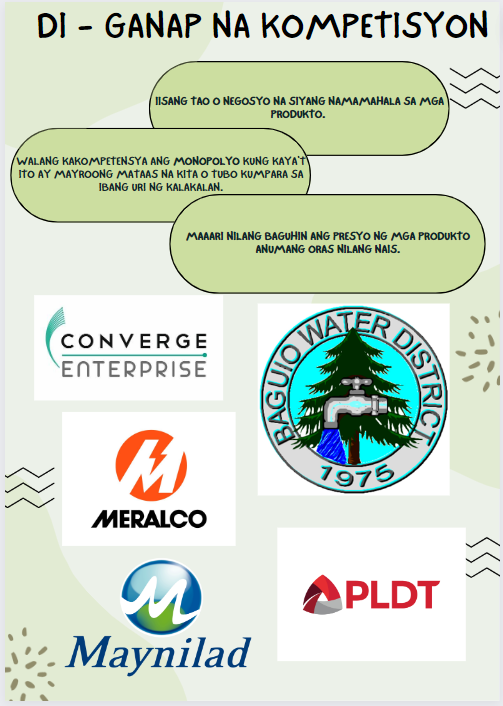 DI - GANAP NA KOMPETISYON
IISANG TAO O NEGOSYO NA SIYANG NAMAMAHALA SA MGA
PRODUKTO.
WALANG KAKOMPETENSYA ANG MONOPOLYO KUNG KAYA'T
ITO AY MAYROONG MATAAS NA KITA O TUBO KUMPARA SA
IBANG URI NG KALAKALAN.
MAAARI NILANG BAGUHIN ANG PRESYO NG MGA PRODUKTO
ANUMANG ORAS NILANG NAIS.
CONVERGE
ENTERPRISE
BAGUIO WATER DISTRICT
1975
MERALCO
PLDT
Maynilad